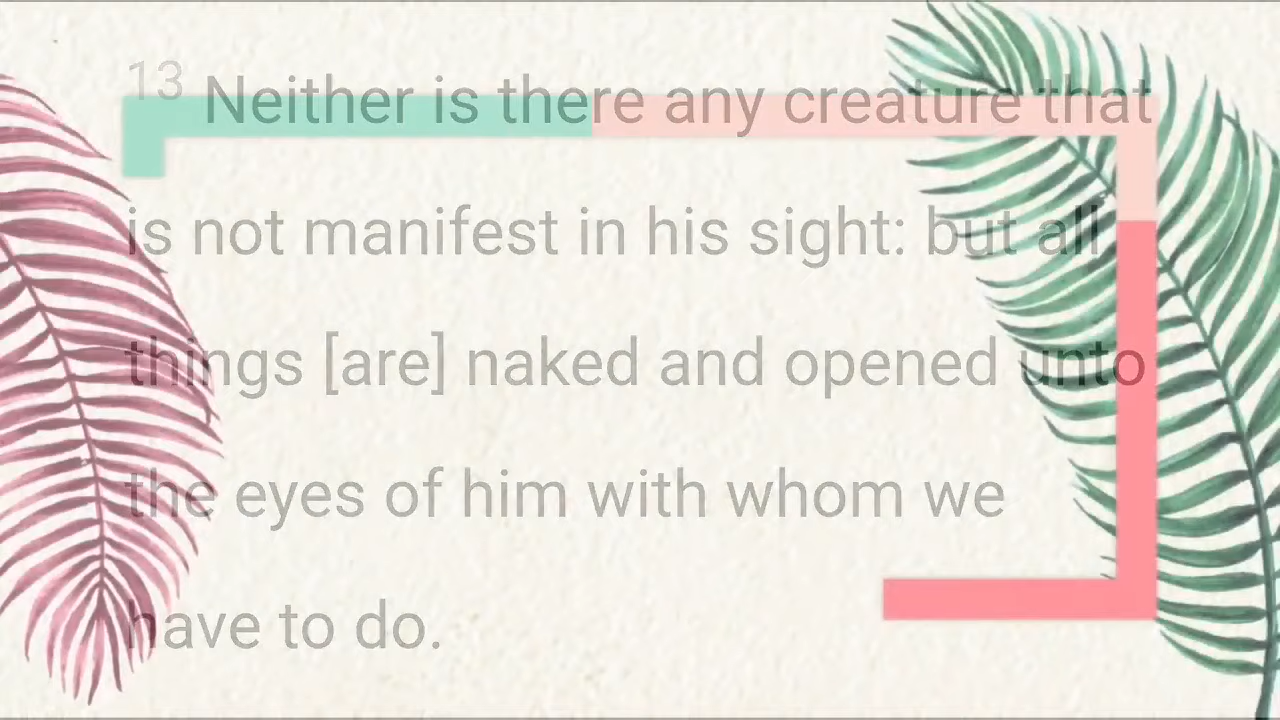 13 Neither is there any creature that
is not manifest in his sight: but all
things [are] naked and opened unto
the eyes of him with whom we
have to do.